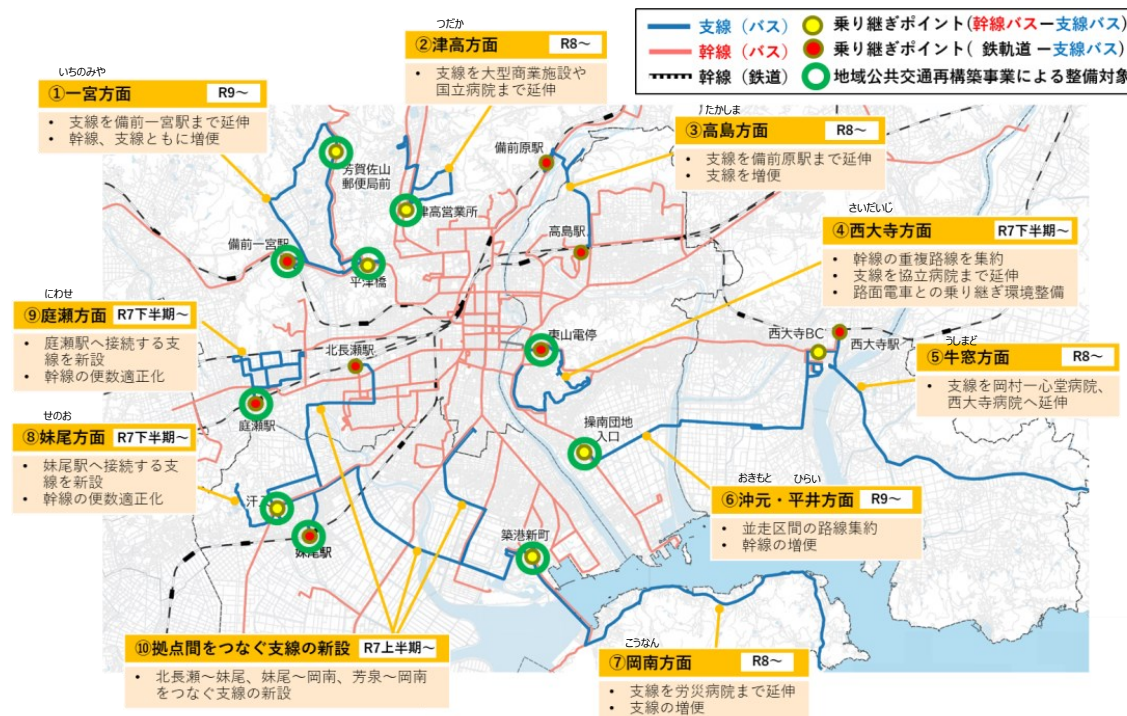 支線（バス）
乗り継ぎポイント(幹線バスー支線バス)
幹線（バス）
乗り継ぎポイント( 鉄軌道 ー支線バス)
幹線（鉄道）
地域公共交通再構築事業による整備対象
つだか
②津高方面 R8～
• 支線を大型商業施設や
国立病院まで延伸
いちのみや
①一宮方面 R9～
• 支線を備前一宮駅まで延伸
• 幹線、支線ともに増便
たかしま
③高島方面 R8～
• 支線を備前原駅まで延伸
• 支線を増便
備前原駅
芳賀佐山
郵便局前
津高営業所
高島駅
備前一宮駅
平津橋
さいだいじ
④西大寺方面 R7下半期～
• 幹線の重複路線を集約
• 支線を協立病院まで延伸
• 路面電車との乗り継ぎ環境整備
にわせ
⑨庭瀬方面 R7下半期～
• 庭瀬駅へ接続する支
線を新設
• 幹線の便数適正化
北長瀬駅
東山電停
西大寺BC
西大寺駅
うしまど
⑤牛窓方面 R8～
• 支線を岡村一心堂病院、
西大寺病院へ延伸
庭瀬駅
せのお
⑧妹尾方面 R7下半期～
• 妹尾駅へ接続する支
線を新設
• 幹線の便数適正化
操南団地
入口
おきもと ひらい
⑥沖元・平井方面 R9～
• 並走区間の路線集約
• 幹線の増便
妹尾駅
築港新町
⑩拠点間をつなぐ支線の新設 R7上半期～
• 北長瀬～妹尾、妹尾～岡南、芳泉～岡南
をつなぐ支線の新設
こうなん
⑦岡南方面 R8～
• 支線を労災病院まで延伸
• 支線の増便